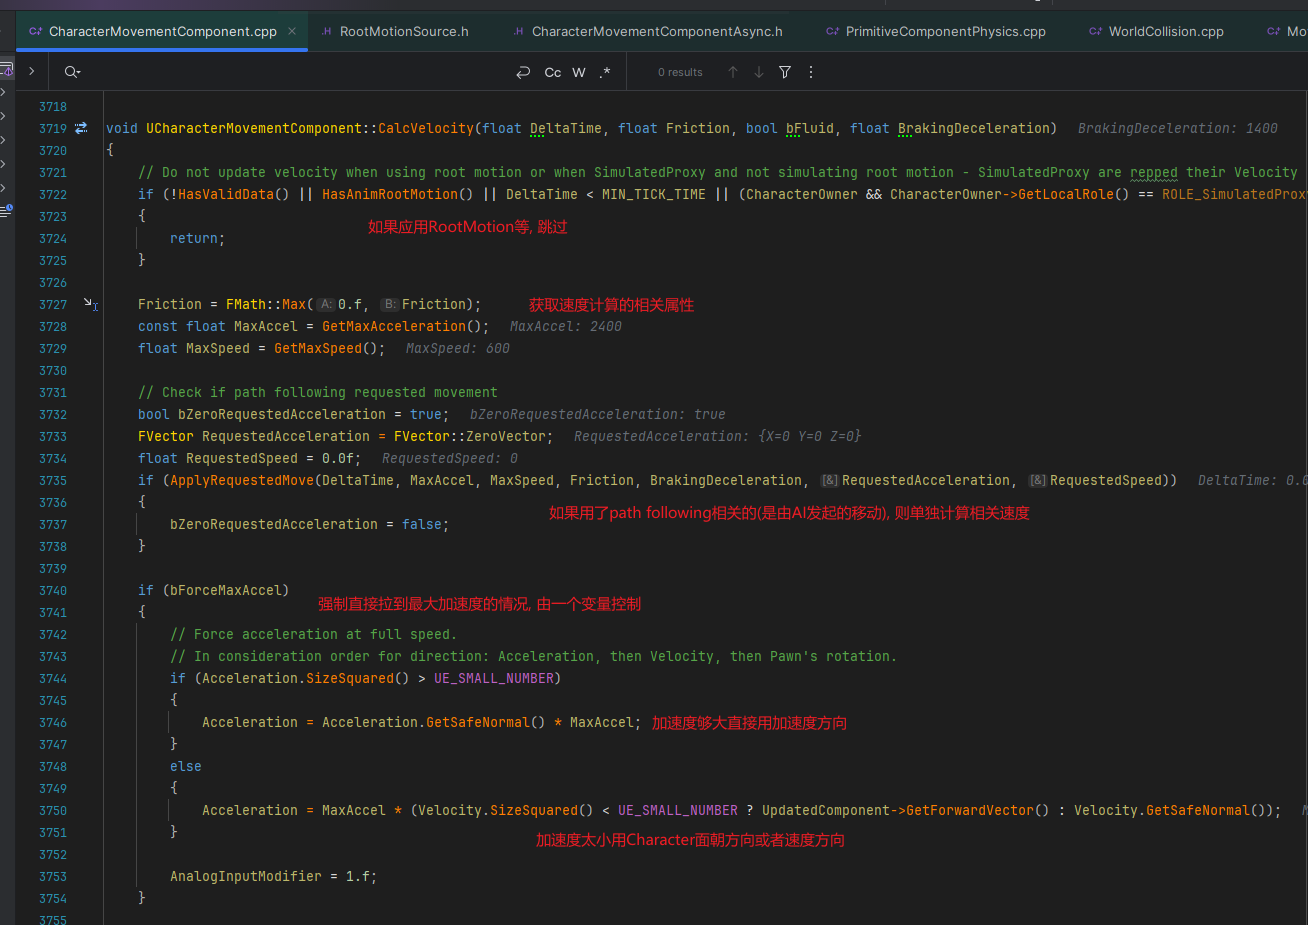 CharacterMovementComponent.cpp × RootMotionSource.h CharacterMovementComponentAsync.h PrimitiveComponentPhysics.cpp WorldCollision.cpp Mo
Cc W .* 0 results
3718
3719 void UCharacterMovementComponent::CalcVelocity(float DeltaTime, float Friction, bool bFluid, float BrakingDeceleration) BrakingDeceleration: 1400
3720 {
3721 // Do not update velocity when using root motion or when SimulatedProxy and not simulating root motion - SimulatedProxy are repped their Velocity
3722 if (!HasValidData() || HasAnimRootMotion() || DeltaTime < MIN_TICK_TIME || (CharacterOwner && CharacterOwner->GetLocalRole() == ROLE_SimulatedProx
3723 {
如果应用RootMotion等, 跳过
3724 return;
3725 }
3726
3727 Friction = FMath::Max( A: 0.f, B: Friction); 获取速度计算的相关属性
3728 const float MaxAccel = GetMaxAcceleration(); MaxAccel: 2400
3729 float MaxSpeed = GetMaxSpeed(); MaxSpeed: 600
3730
3731 // Check if path following requested movement
3732 bool bZeroRequestedAcceleration = true; bZeroRequestedAcceleration: true
3733 FVector RequestedAcceleration = FVector::ZeroVector; RequestedAcceleration: {X=0 Y=0 Z=0}
3734 float RequestedSpeed = 0.0f; RequestedSpeed: 0
3735 if (ApplyRequestedMove(DeltaTime, MaxAccel, MaxSpeed, Friction, BrakingDeceleration, [&] RequestedAcceleration, [&] RequestedSpeed)) DeltaTime: 0.0
3736 {
如果用了path following相关的(是由AI发起的移动), 则单独计算相关速度
3737 bZeroRequestedAcceleration = false;
3738 }
3739
3740 if (bForceMaxAccel)
强制直接拉到最大加速度的情况, 由一个变量控制
3741 {
3742 // Force acceleration at full speed.
3743 // In consideration order for direction: Acceleration, then Velocity, then Pawn's rotation.
3744 if (Acceleration.SizeSquared() > UE_SMALL_NUMBER)
3745 {
3746 Acceleration = Acceleration.GetSafeNormal() * MaxAccel; 加速度够大直接用加速度方向
3747 }
3748 else
3749 {
3750 Acceleration = MaxAccel * (Velocity.SizeSquared() < UE_SMALL_NUMBER ? UpdatedComponent->GetForwardVector() : Velocity.GetSafeNormal());
3751 }
加速度太小用Character面朝方向或者速度方向
3752
3753 AnalogInputModifier = 1.f;
3754 }
3755